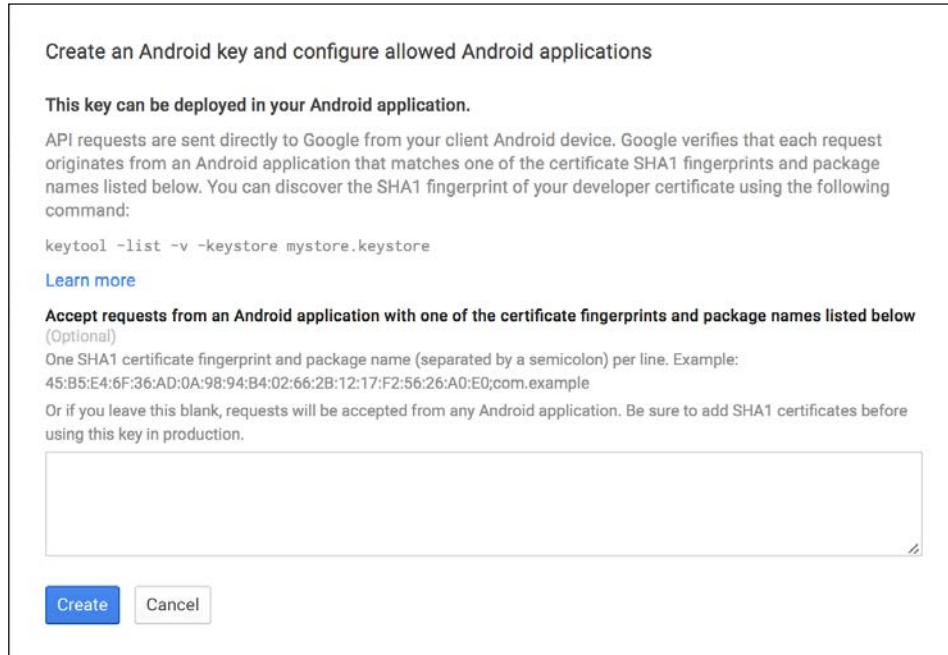 Create an Android key and configure allowed Android applications
This key can be deployed in your Android application.
API requests are sent directly to Google from your client Android device. Google verifies that each request
originates from an Android application that matches one of the certificate SHA1 fingerprints and package
names listed below. You can discover the SHA1 fingerprint of your developer certificate using the following
command:
keytool -list -v -keystore mystore.keystore
Learn more
Accept requests from an Android application with one of the certificate fingerprints and package names listed below
(Optional)
One SHA1 certificate fingerprint and package name (separated by a semicolon) per line. Example:
45:B5:E4:6F:36:AD:0A:98:94:B4:02:66:2B:12:17:F2:56:26:A0:E0;com.example
Or if you leave this blank, requests will be accepted from any Android application. Be sure to add SHA1 certificates before
using this key in production.
Create Cancel